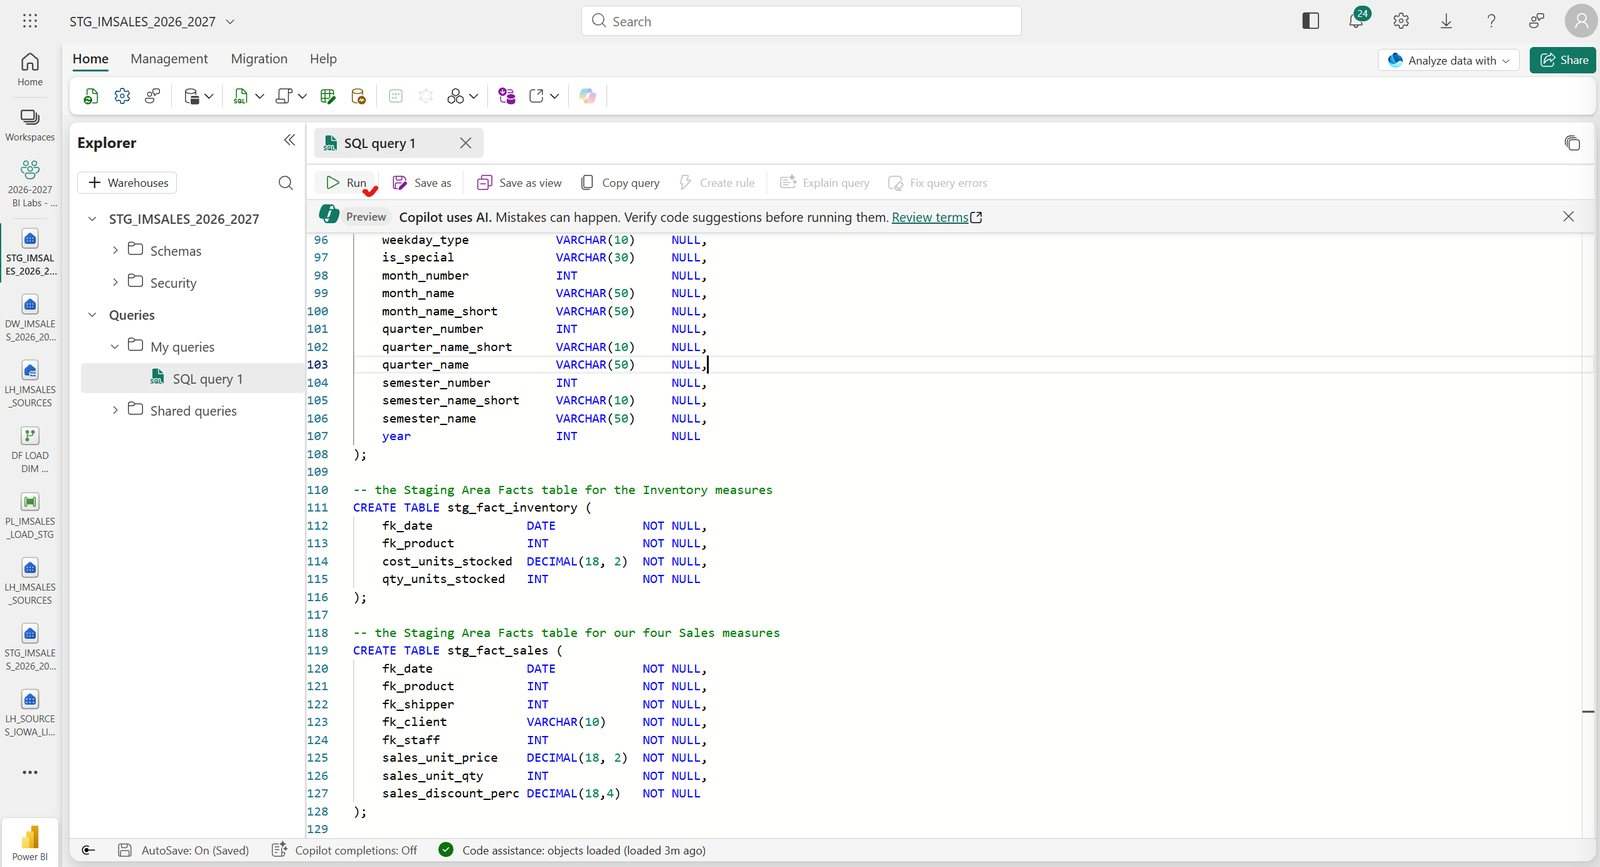 STG_IMSALES_2026_2027
Search
24
Home
Management
Migration
Help
Analyze data with
Share
Home
Workspaces
2026-2027
BI Labs - ...
STG_IMSAL
ES_2026_2...
DW_IMSALE
S_2026_20...
LH_IMSALES
_SOURCES
DF LOAD
DIM ...
PL_IMSALES
_LOAD_STG
LH_IMSALES
_SOURCES
STG_IMSALE
S_2026_20...
LH_SOURCE
S_IOWA_LI...
Power BI
Explorer
+ Warehouses
STG_IMSALES_2026_2027
Schemas
Security
Queries
My queries
SQL query 1
Shared queries
SQL query 1
Run
Save as
Save as view
Copy query
Create rule
Explain query
Fix query errors
Preview
Copilot uses AI. Mistakes can happen. Verify code suggestions before running them. Review terms
96 weekday_type VARCHAR(10) NULL,
97 is_special VARCHAR(30) NULL,
98 month_number INT NULL,
99 month_name VARCHAR(50) NULL,
100 month_name_short VARCHAR(50) NULL,
101 quarter_number INT NULL,
102 quarter_name_short VARCHAR(10) NULL,
103 quarter_name VARCHAR(50) NULL,
104 semester_number INT NULL,
105 semester_name_short VARCHAR(10) NULL,
106 semester_name VARCHAR(50) NULL,
107 year INT NULL
108 );
109
110 -- the Staging Area Facts table for the Inventory measures
111 CREATE TABLE stg_fact_inventory (
112 fk_date DATE NOT NULL,
113 fk_product INT NOT NULL,
114 cost_units_stocked DECIMAL(18, 2) NOT NULL,
115 qty_units_stocked INT NOT NULL
116 );
117
118 -- the Staging Area Facts table for our four Sales measures
119 CREATE TABLE stg_fact_sales (
120 fk_date DATE NOT NULL,
121 fk_product INT NOT NULL,
122 fk_shipper INT NOT NULL,
123 fk_client VARCHAR(10) NOT NULL,
124 fk_staff INT NOT NULL,
125 sales_unit_price DECIMAL(18, 2) NOT NULL,
126 sales_unit_qty INT NOT NULL,
127 sales_discount_perc DECIMAL(18,4) NOT NULL
128 );
129
AutoSave: On (Saved)
Copilot completions: Off
Code assistance: objects loaded (loaded 3m ago)